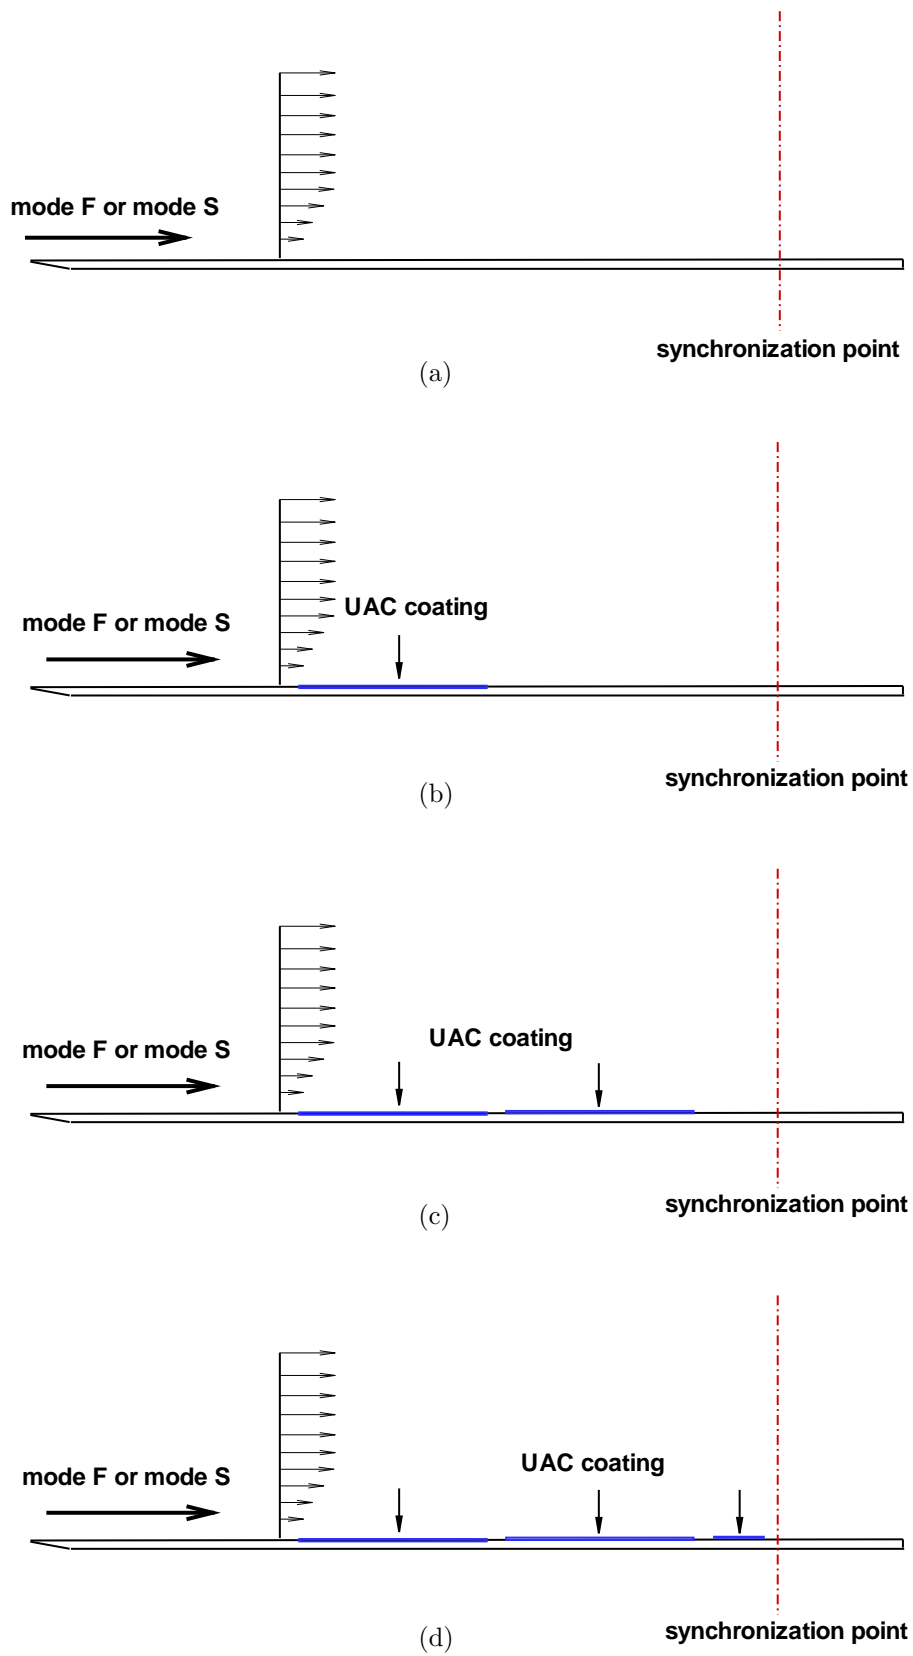 mode F or mode S
synchronization point
(a)
UAC coating
mode F or mode S
synchronization point
(b)
UAC coating
mode F or mode S
synchronization point
(c)
UAC coating
mode F or mode S
synchronization point
(d)